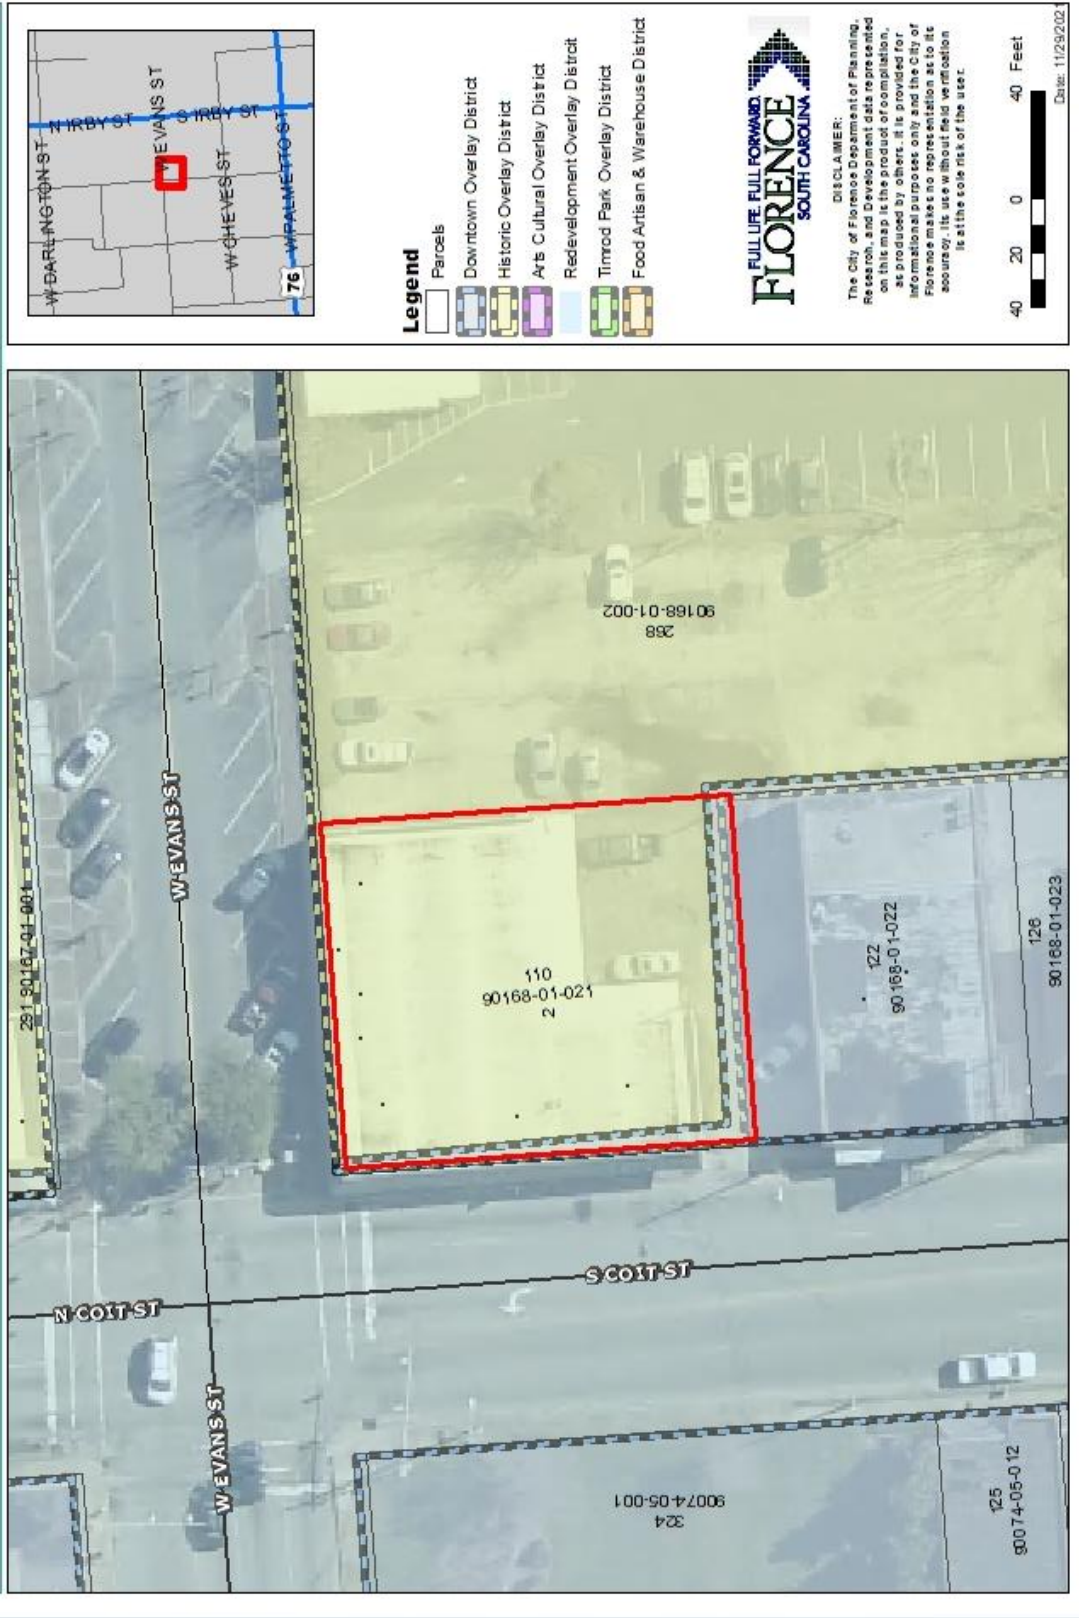 N IRBY ST
S IRBY ST
W EVANS ST
W DARLINGTON ST
W CHEVES ST
W PALMETTO ST
76
Legend
Parcels
Downtown Overlay District
Historic Overlay District
Arts Cultural Overlay District
Redevelopment Overlay Distrcit
Timrod Park Overlay District
Food Artisan & Warehouse District
FULL LIFE. FULL FORWARD.
FLORENCE
SOUTH CAROLINA
DISCLAIMER:
The City of Florence Department of Planning,
Research, and Development data represented
on this map is the product of compilation,
as produced by others. It is provided for
informational purposes only and the City of
Florence makes no representation as to its
accuracy. Its use without field verification
is at the sole risk of the user.
40 20 0 40 Feet
Date: 11/29/2021
291 90167-01-001
W EVANS ST
N COIT ST
W EVANS ST
S COIT ST
110
90168-01-021
2
268
90168-01-002
122
90168-01-022
126
90168-01-023
324
90074-05-001
125
90074-05-012